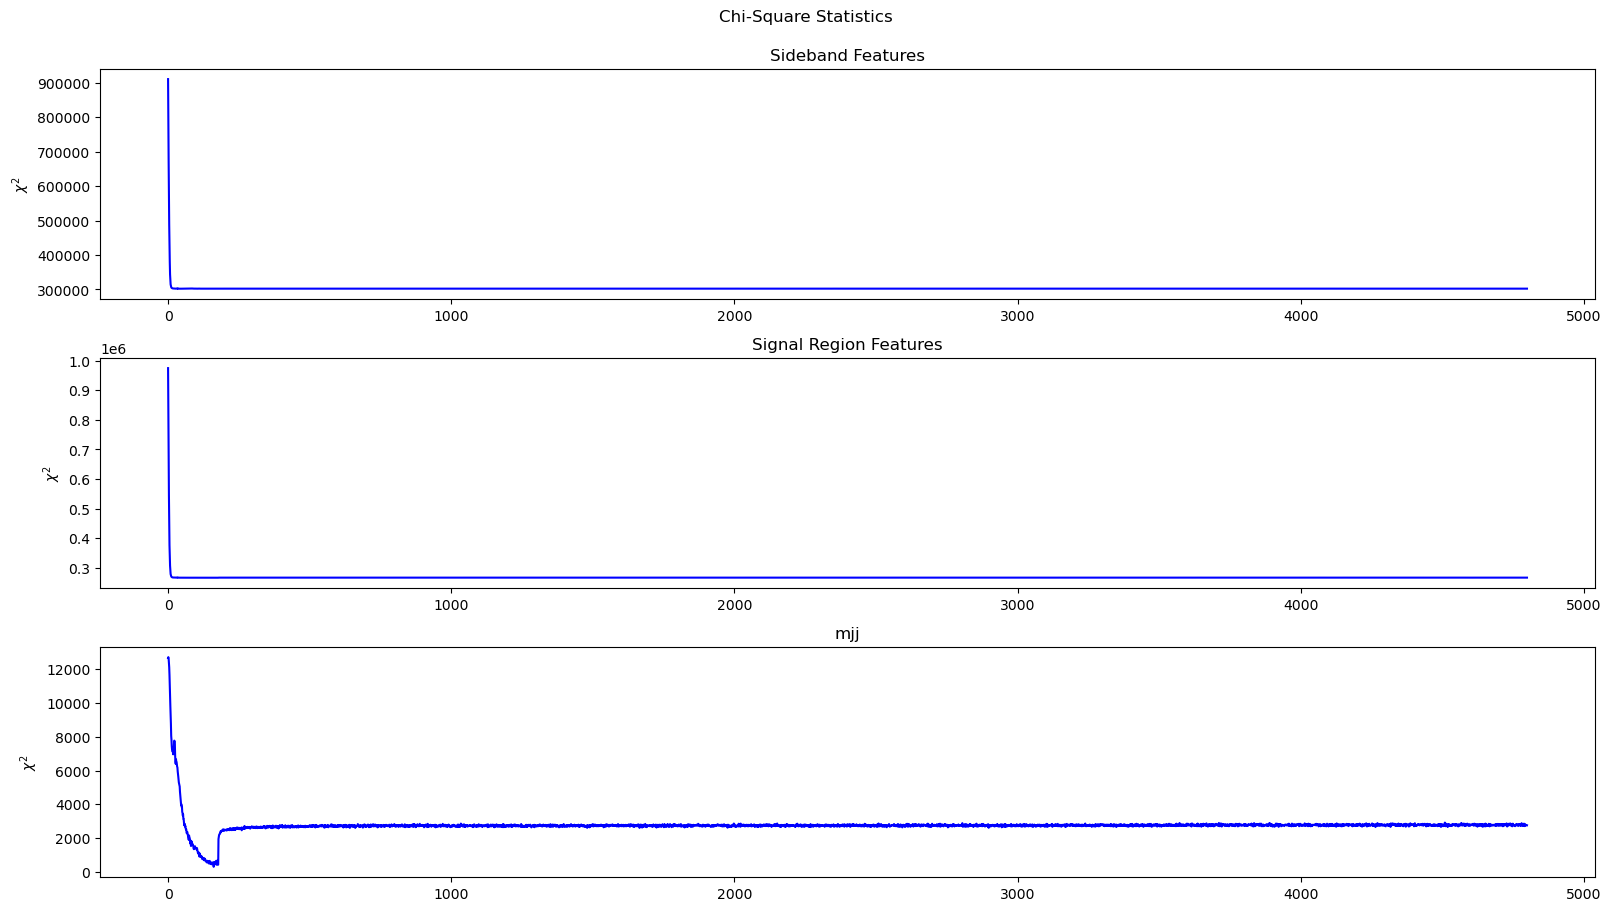 Chi-Square Statistics
Sideband Features
900000
800000
700000
600000
500000
400000
300000
χ²
0 1000 2000 3000 4000 5000
Signal Region Features
1e6
1.0
0.9
0.8
0.7
0.6
0.5
0.4
0.3
χ²
0 1000 2000 3000 4000 5000
mjj
12000
10000
8000
6000
4000
2000
0
χ²
0 1000 2000 3000 4000 5000